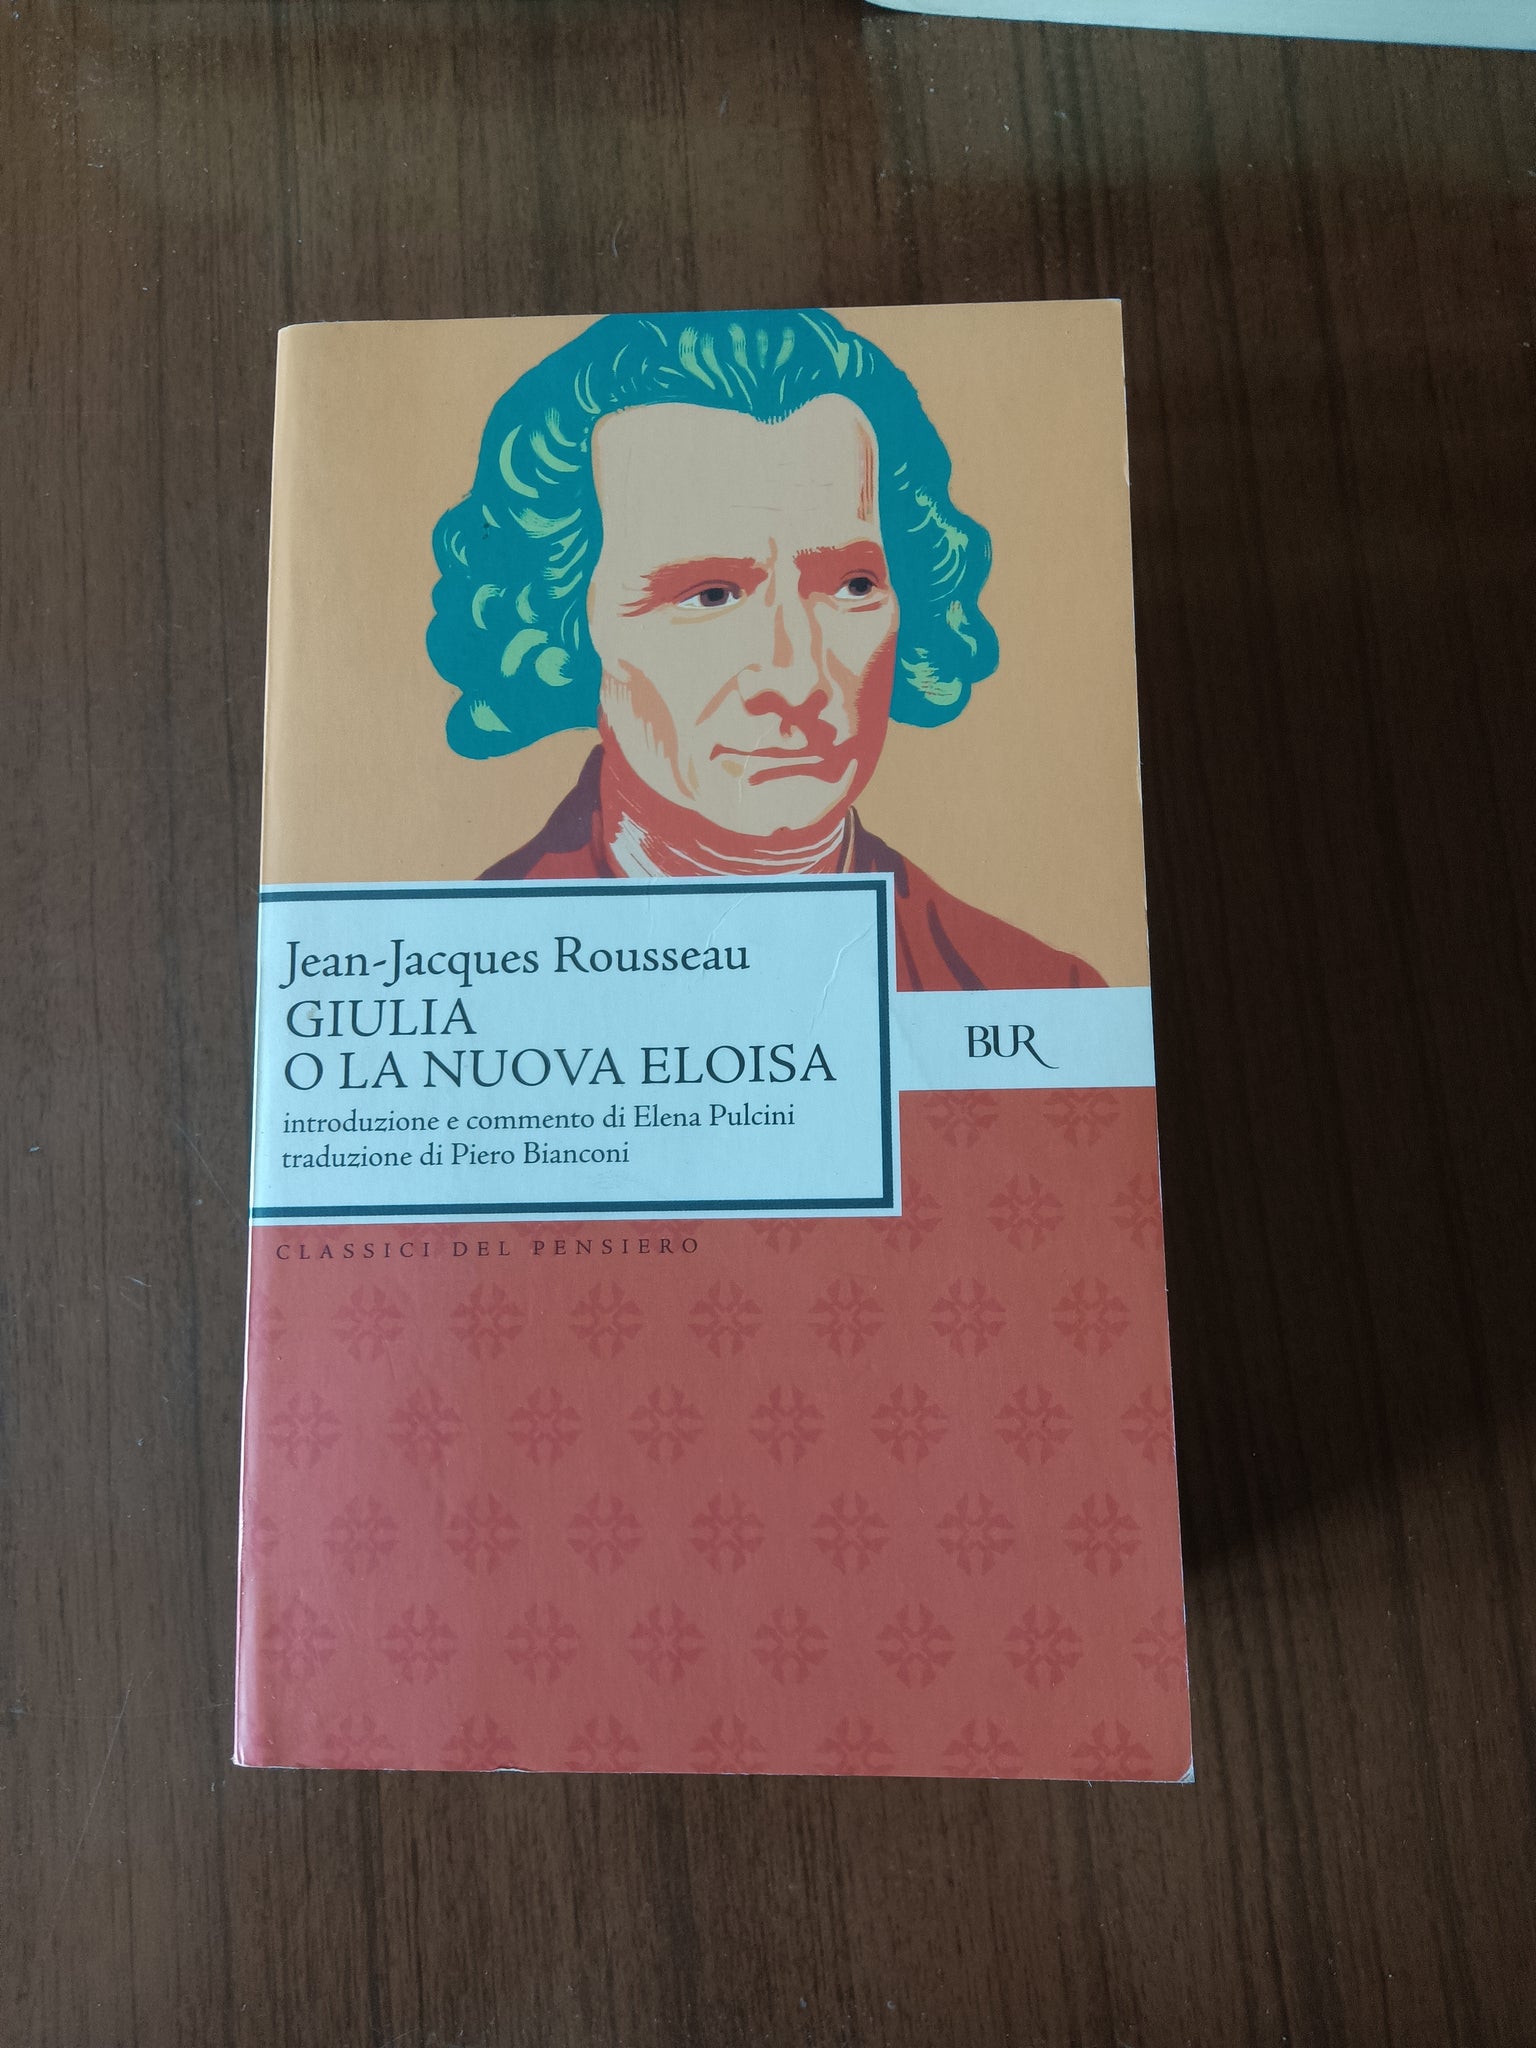 Jean-Jacques Rousseau
GIULIA
O LA NUOVA ELOISA
introduzione e commento di Elena Pulcini
traduzione di Piero Bianconi
BUR
CLASSICI DEL PENSIERO